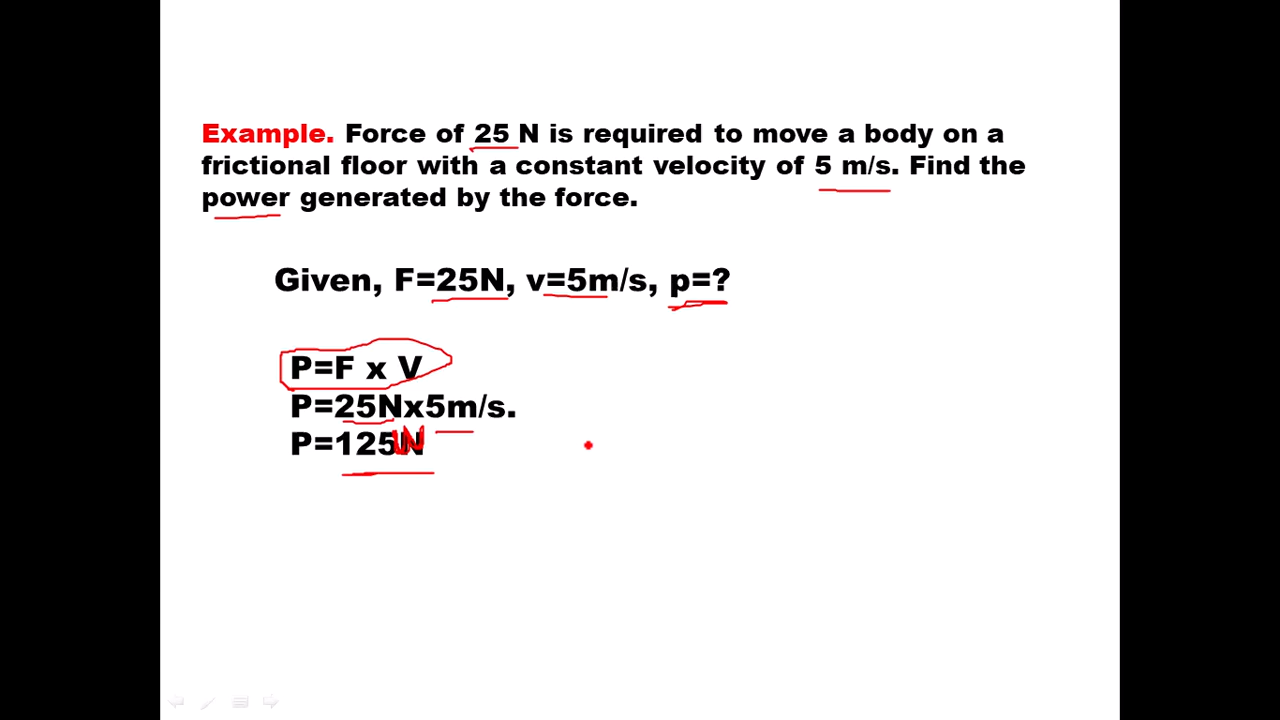 Example. Force of 25 N is required to move a body on a
frictional floor with a constant velocity of 5 m/s. Find the
power generated by the force.
Given, F=25N, v=5m/s, p=?
P=F x V
P=25Nx5m/s.
P=125W